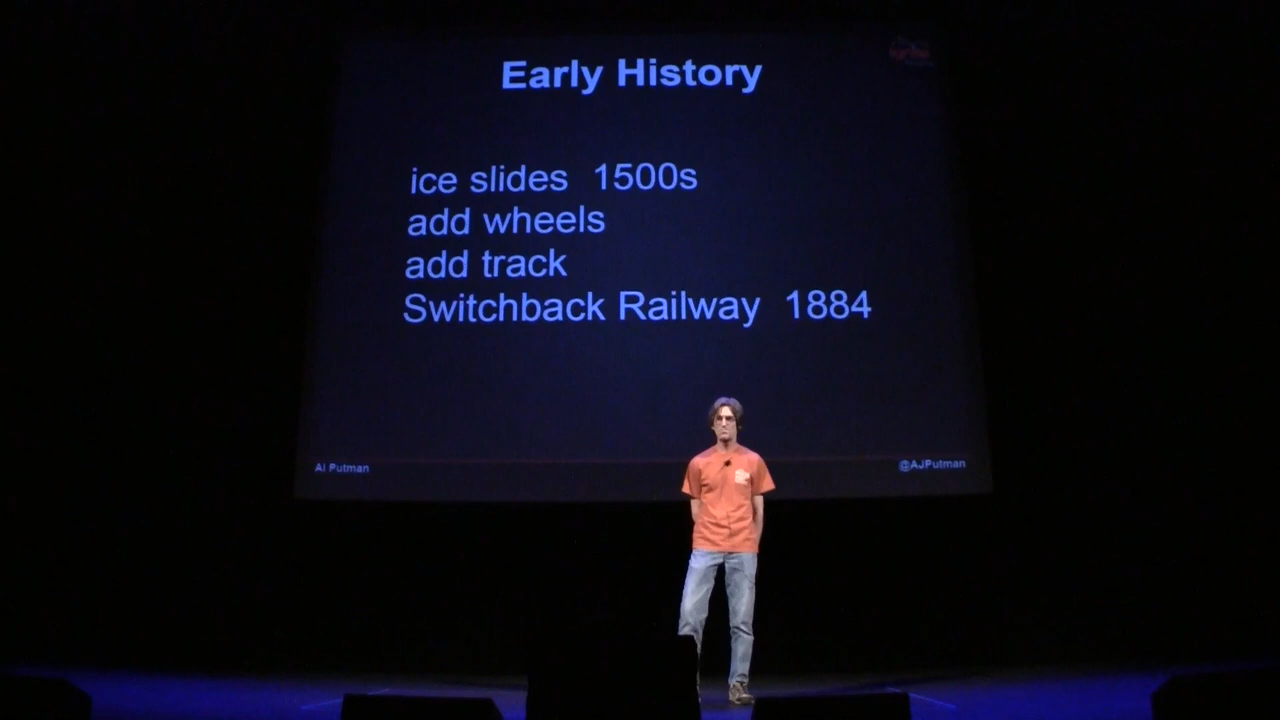 Early History
ice slides 1500s
add wheels
add track
Switchback Railway 1884
Al Putman
@AJPutman